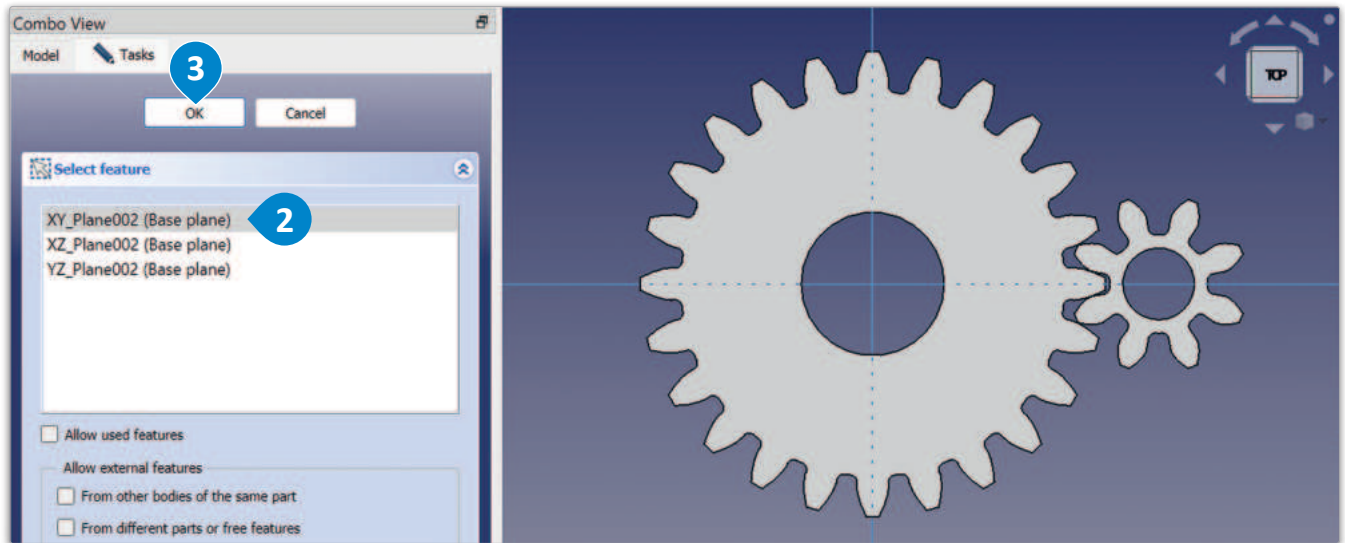 Combo View
Model Tasks
3
OK Cancel
Select feature
XY_Plane002 (Base plane)
2
XZ_Plane002 (Base plane)
YZ_Plane002 (Base plane)
Allow used features
Allow external features
From other bodies of the same part
From different parts or free features
TOP